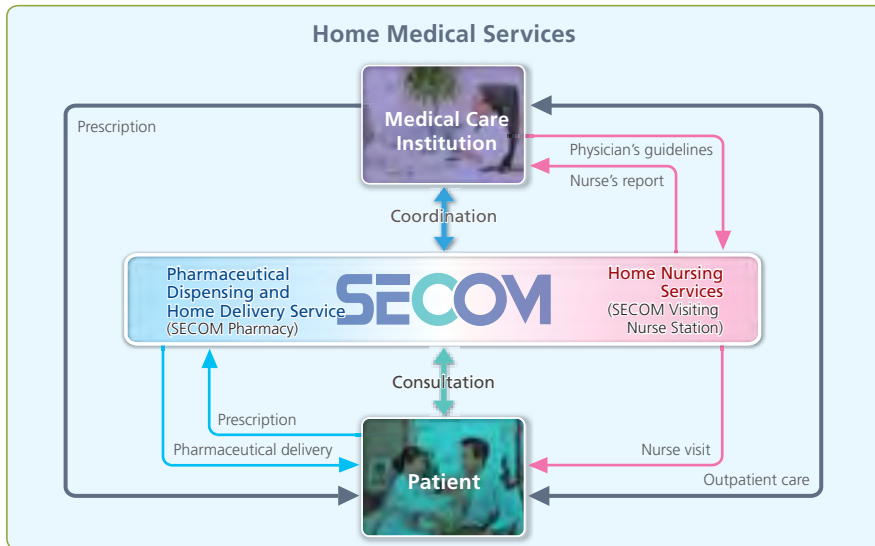 Home Medical Services
Medical Care
Institution
Prescription
Physician's guidelines
Nurse's report
Coordination
Pharmaceutical
Dispensing and
Home Delivery Service
(SECOM Pharmacy)
SECOM
Home Nursing
Services
(SECOM Visiting
Nurse Station)
Consultation
Prescription
Pharmaceutical delivery
Nurse visit
Outpatient care
Patient